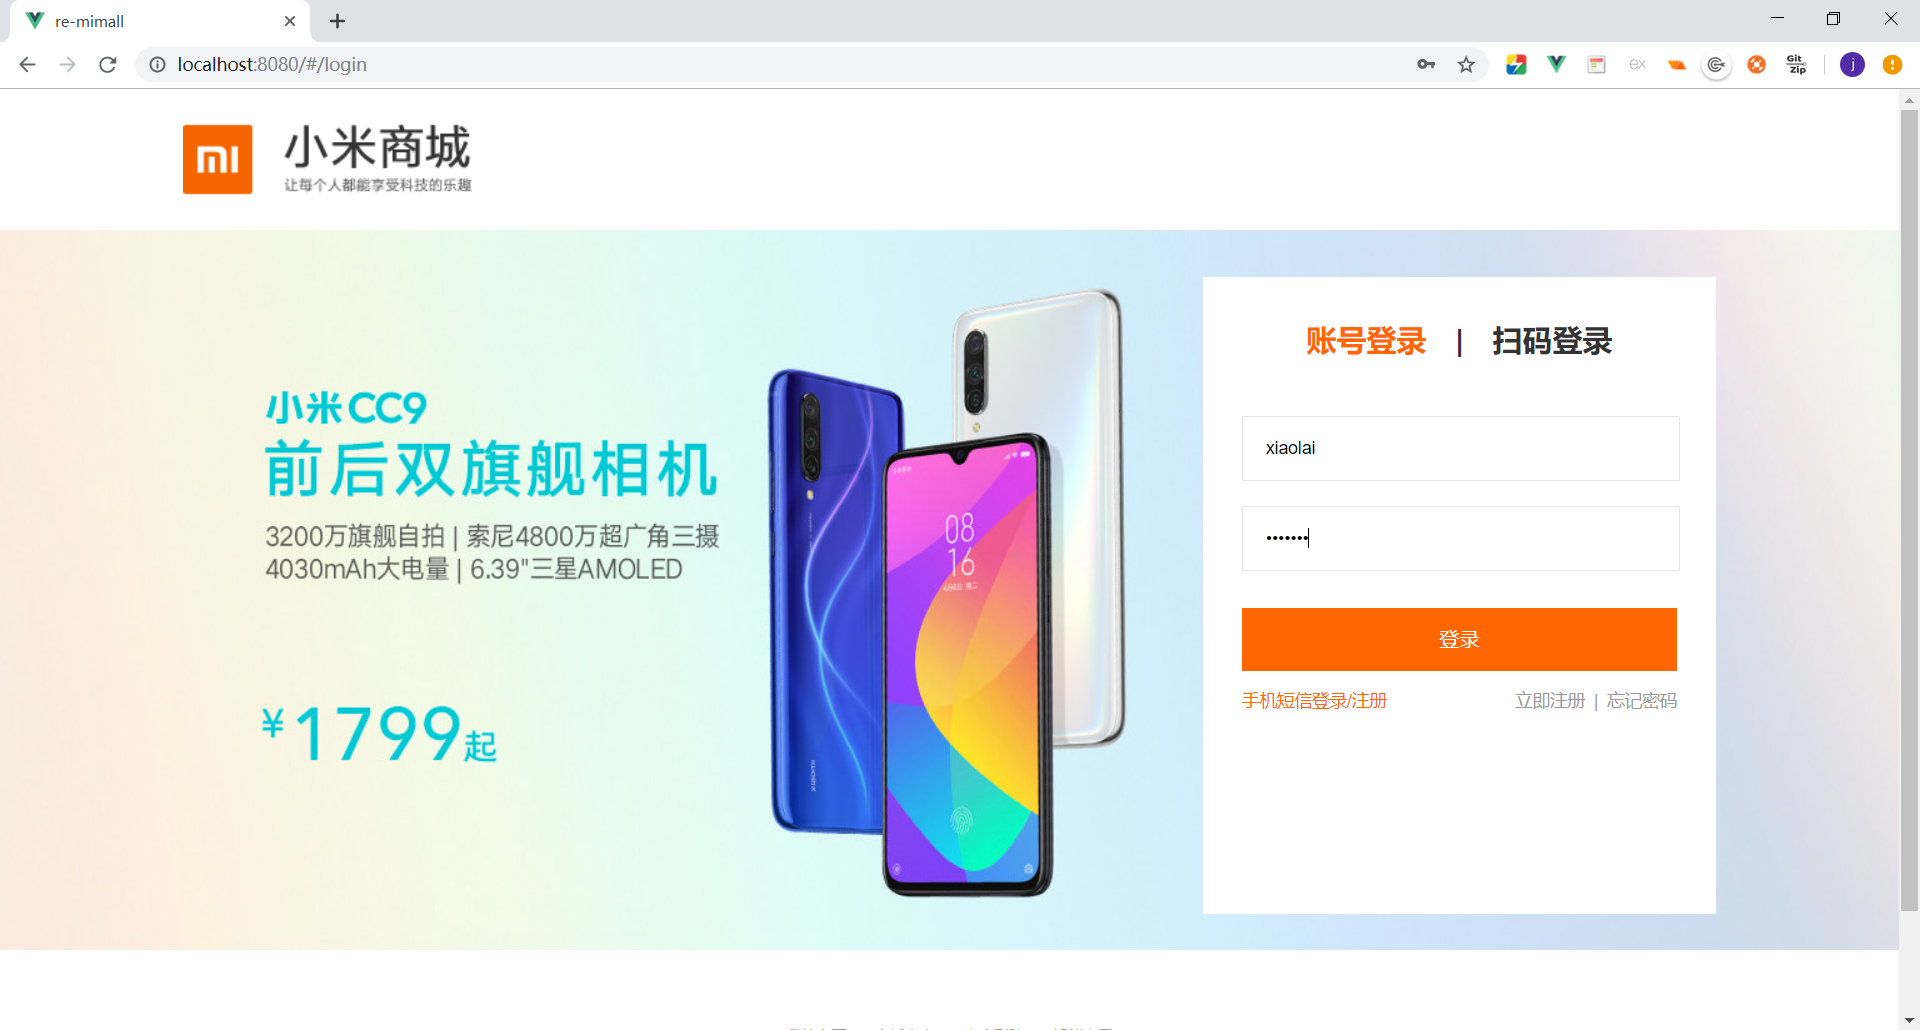 re-mimall
localhost:8080/#/login
ex
Git
Zip
j
mi
小米商城
让每个人都能享受科技的乐趣
账号登录 | 扫码登录
小米CC9
前后双旗舰相机
3200万旗舰自拍 | 索尼4800万超广角三摄
4030mAh大电量 | 6.39"三星AMOLED
¥1799起
08
16
xiaolai
•••••••
登录
手机短信登录/注册
立即注册 | 忘记密码